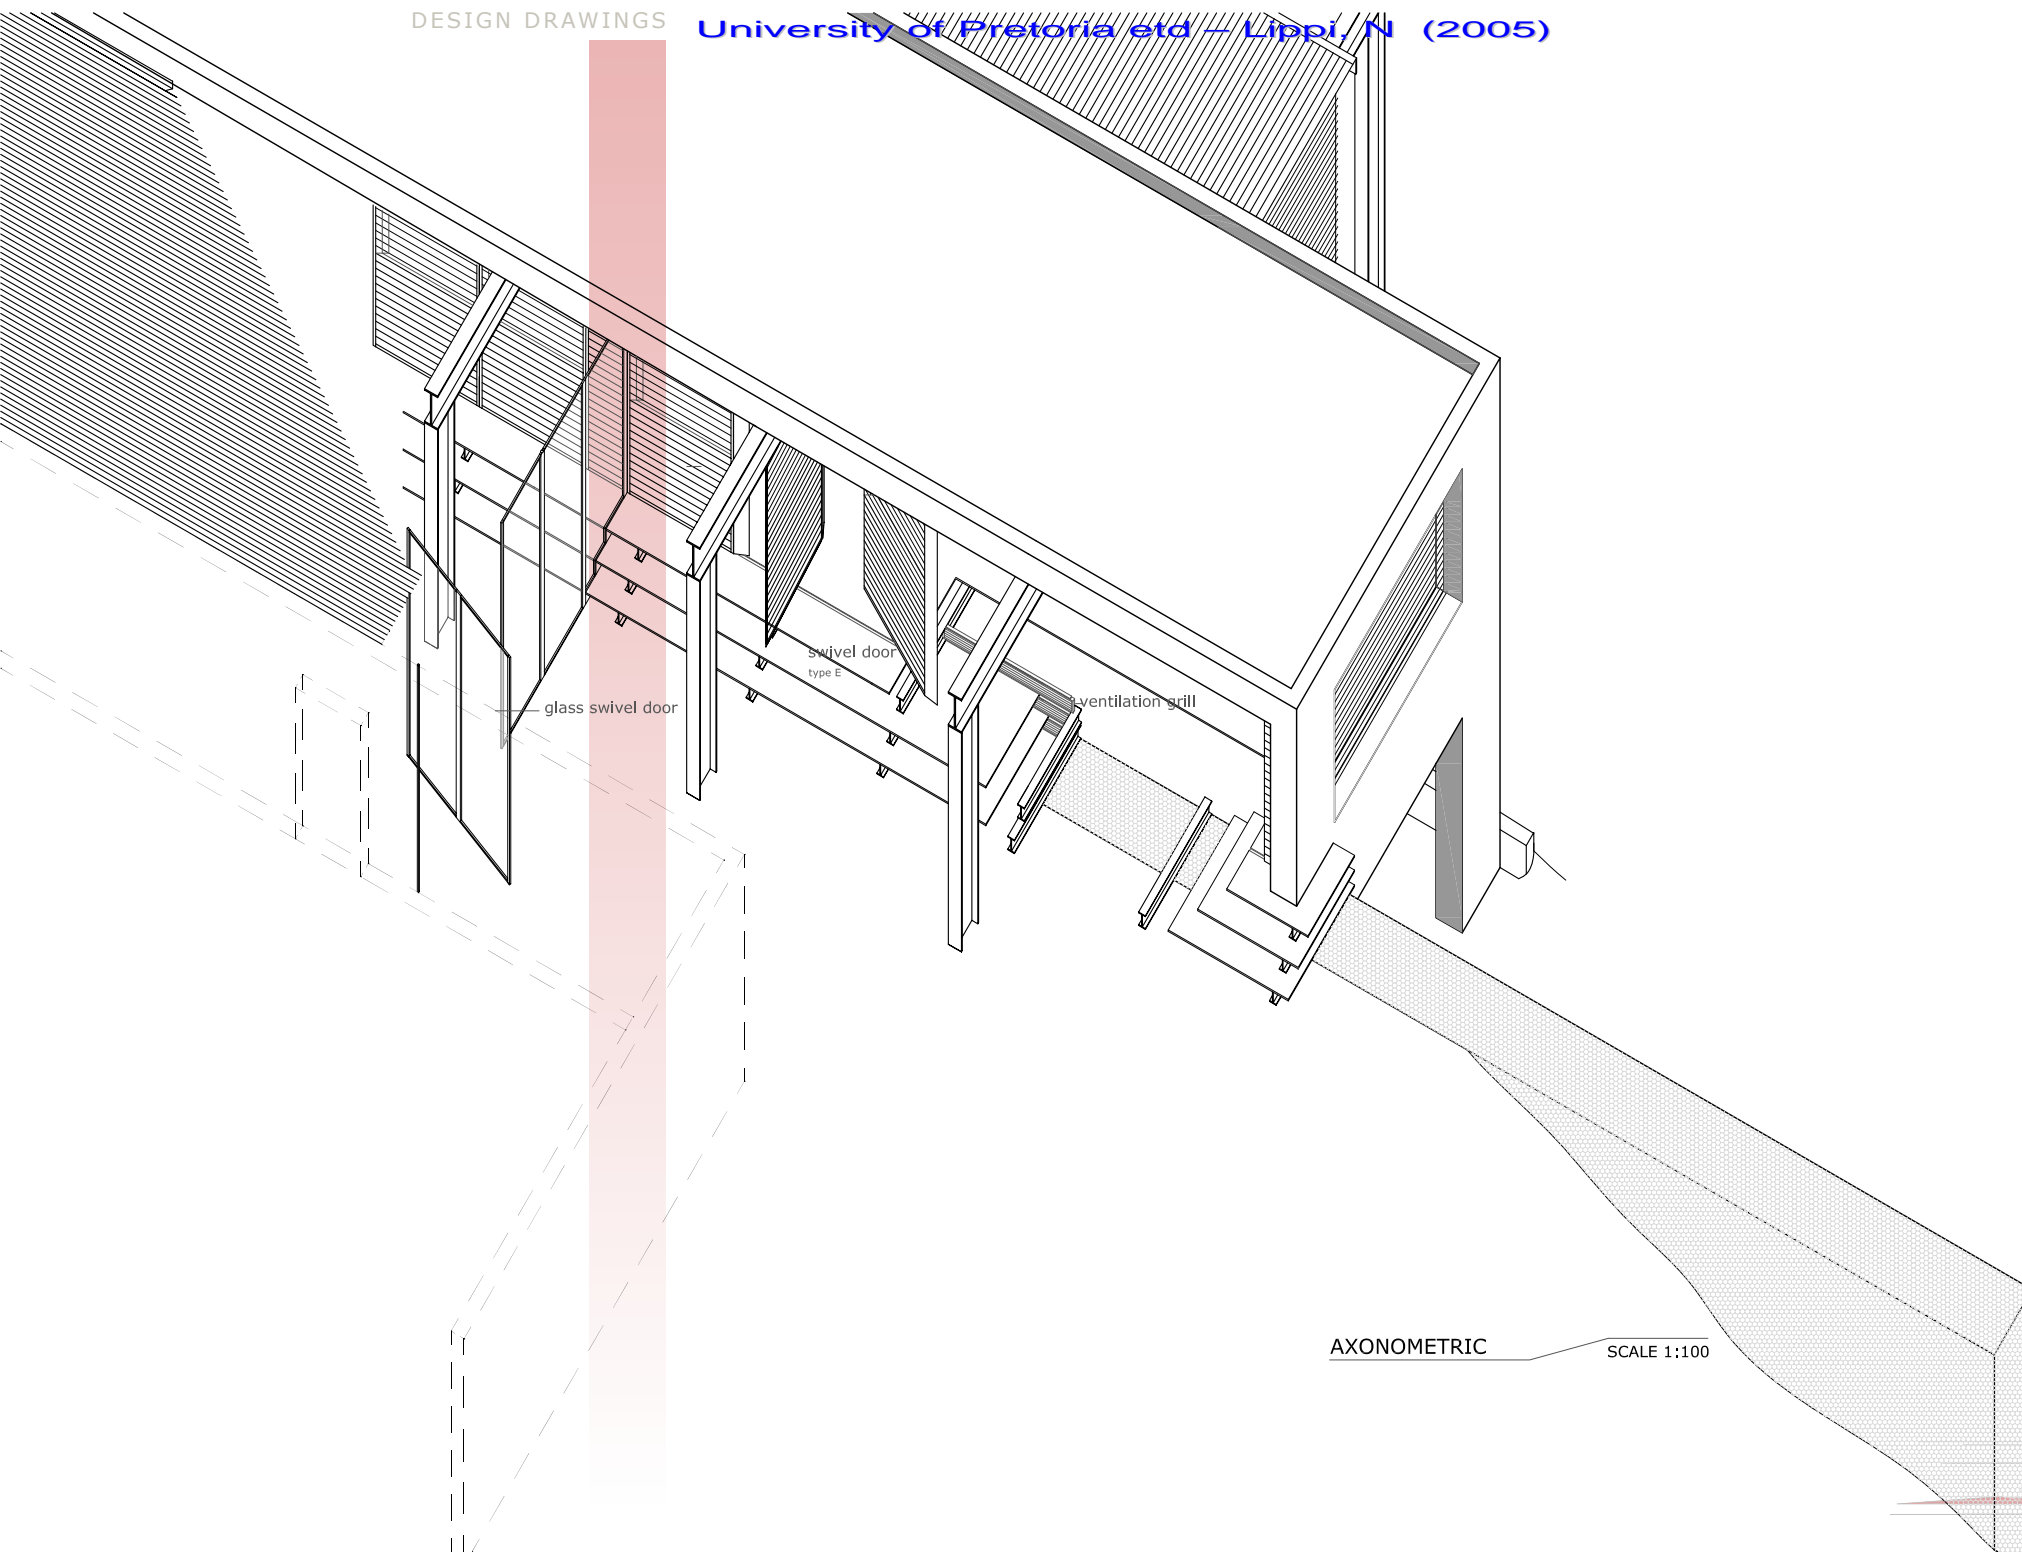 DESIGN DRAWINGS
University of Pretoria etd – Lippi, N (2005)
swivel door
type E
glass swivel door
ventilation grill
AXONOMETRIC
SCALE 1:100